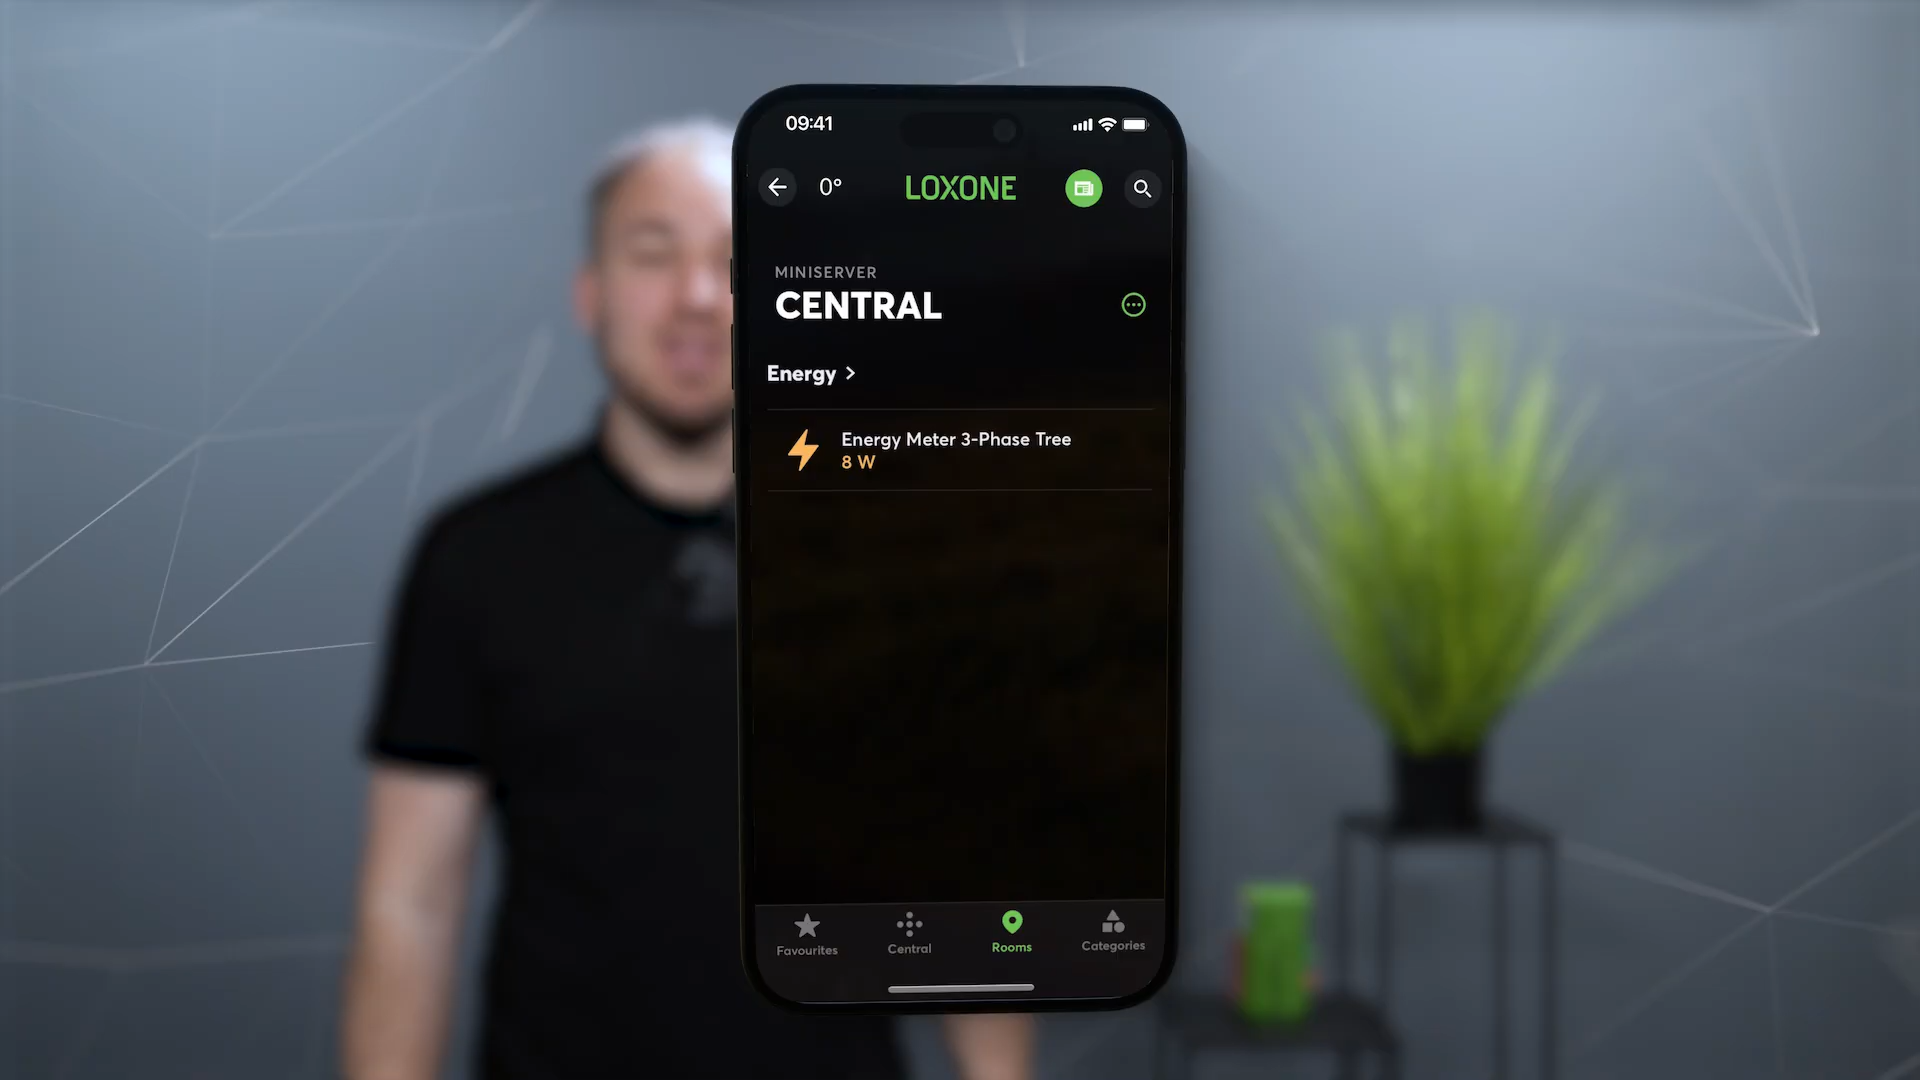 09:41
0°
LOXONE
MINISERVER
CENTRAL
Energy >
Energy Meter 3-Phase Tree
8 W
Favourites
Central
Rooms
Categories